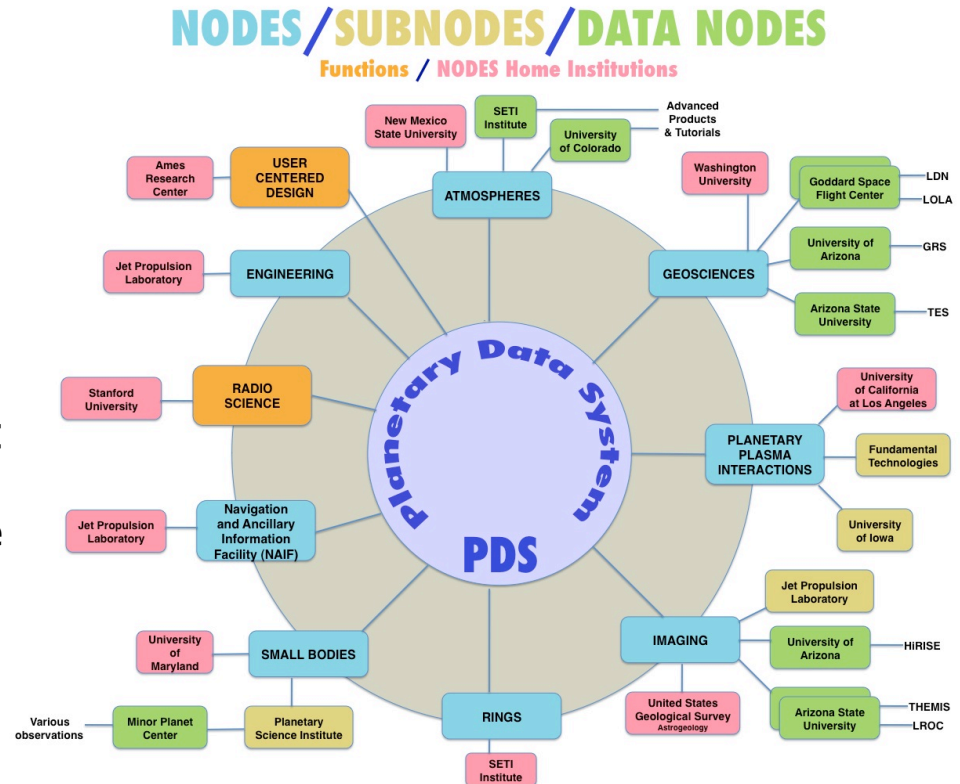 NODES/SUBNODES/DATA NODES
Functions / NODES Home Institutions
New Mexico
State University
SETI
Institute
University
of Colorado
Advanced
Products
& Tutorials
ATMOSPHERES
Ames
Research
Center
USER
CENTERED
DESIGN
Washington
University
Goddard Space
Flight Center
LDN
LOLA
University of
Arizona
GRS
Arizona State
University
TES
GEOSCIENCES
Jet Propulsion
Laboratory
ENGINEERING
Stanford
University
RADIO
SCIENCE
Planetary Data System
PDS
University
of California
at Los Angeles
PLANETARY
PLASMA
INTERACTIONS
Fundamental
Technologies
University
of Iowa
Jet Propulsion
Laboratory
Navigation
and Ancillary
Information
Facility (NAIF)
Jet Propulsion
Laboratory
IMAGING
University of
Arizona
HiRISE
Arizona State
University
THEMIS
LROC
United States
Geological Survey
Astrogeology
University
of
Maryland
SMALL BODIES
Various
observations
Minor Planet
Center
Planetary
Science Institute
RINGS
SETI
Institute